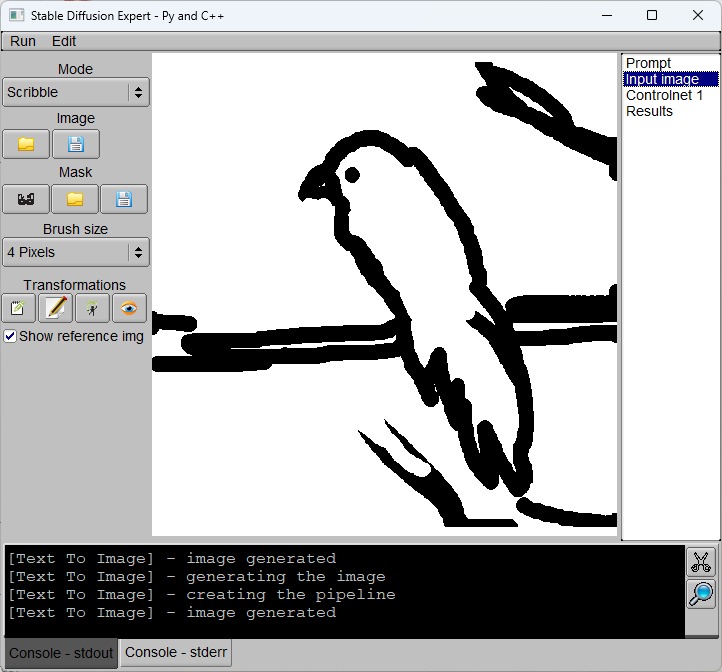 Stable Diffusion Expert - Py and C++
Run Edit
Mode
Scribble
Image
Mask
Brush size
4 Pixels
Transformations
Show reference img
Prompt
Input image
Controlnet 1
Results
[Text To Image] - image generated
[Text To Image] - generating the image
[Text To Image] - creating the pipeline
[Text To Image] - image generated
Console - stdout Console - stderr